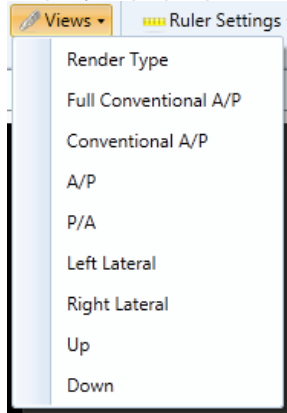 Views
Ruler Settings
Render Type
Full Conventional A/P
Conventional A/P
A/P
P/A
Left Lateral
Right Lateral
Up
Down